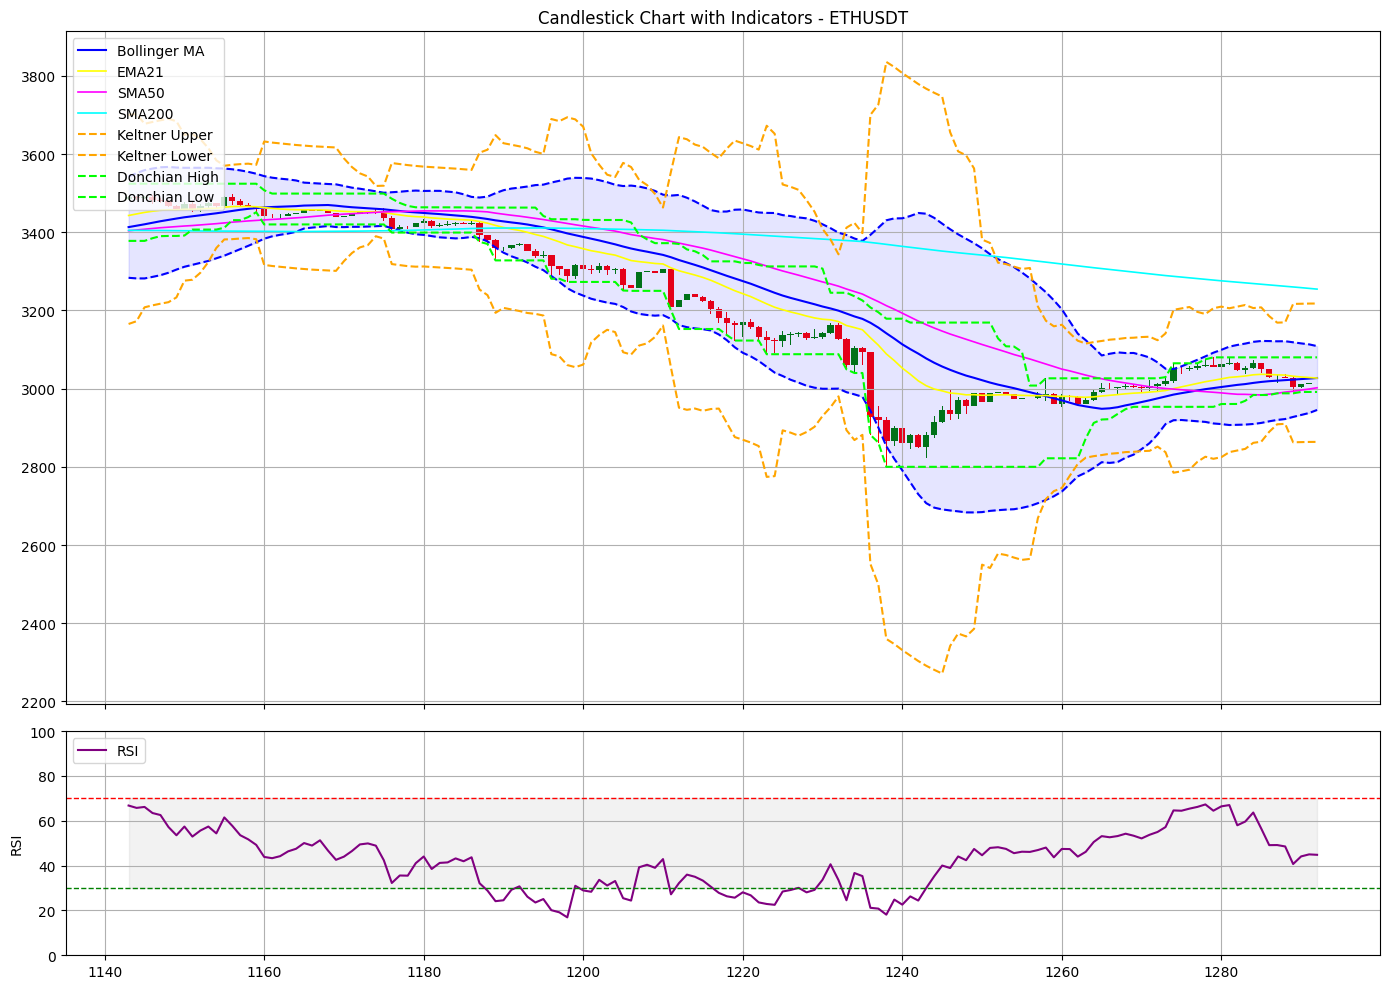 Candlestick Chart with Indicators - ETHUSDT
Bollinger MA
EMA21
SMA50
SMA200
Keltner Upper
Keltner Lower
Donchian High
Donchian Low
3800
3600
3400
3200
3000
2800
2600
2400
2200
RSI
RSI
100
80
60
40
20
0
1140 1160 1180 1200 1220 1240 1260 1280